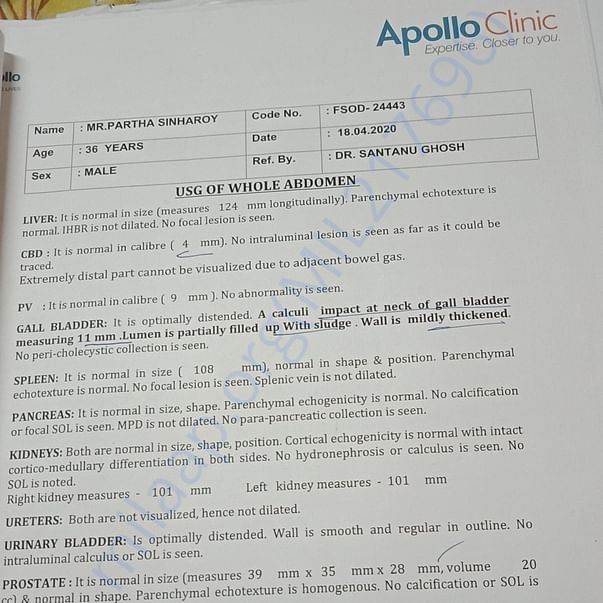 Apollo Clinic
Expertise. Closer to you.
llo
Name : MR.PARTHA SINHAROY Code No. : FSOD- 24443
Age : 36 YEARS Date : 18.04.2020
Sex : MALE Ref. By. : DR. SANTANU GHOSH
USG OF WHOLE ABDOMEN
LIVER: It is normal in size (measures 124 mm longitudinally). Parenchymal echotexture is
normal. IHBR is not dilated. No focal lesion is seen.
CBD : It is normal in calibre ( 4 mm). No intraluminal lesion is seen as far as it could be
traced.
Extremely distal part cannot be visualized due to adjacent bowel gas.
PV : It is normal in calibre ( 9 mm ). No abnormality is seen.
GALL BLADDER: It is optimally distended. A calculi impact at neck of gall bladder
measuring 11 mm .Lumen is partially filled up With sludge . Wall is mildly thickened.
No peri-cholecystic collection is seen.
SPLEEN: It is normal in size ( 108 mm), normal in shape & position. Parenchymal
echotexture is normal. No focal lesion is seen. Splenic vein is not dilated.
PANCREAS: It is normal in size, shape. Parenchymal echogenicity is normal. No calcification
or focal SOL is seen. MPD is not dilated. No para-pancreatic collection is seen.
KIDNEYS: Both are normal in size, shape, position. Cortical echogenicity is normal with intact
cortico-medullary differentiation in both sides. No hydronephrosis or calculus is seen. No
SOL is noted.
Right kidney measures - 101 mm Left kidney measures - 101 mm
URETERS: Both are not visualized, hence not dilated.
URINARY BLADDER: Is optimally distended. Wall is smooth and regular in outline. No
intraluminal calculus or SOL is seen.
PROSTATE : It is normal in size (measures 39 mm x 35 mm x 28 mm, volume 20
cc) & normal in shape. Parenchymal echotexture is homogenous. No calcification or SOL is